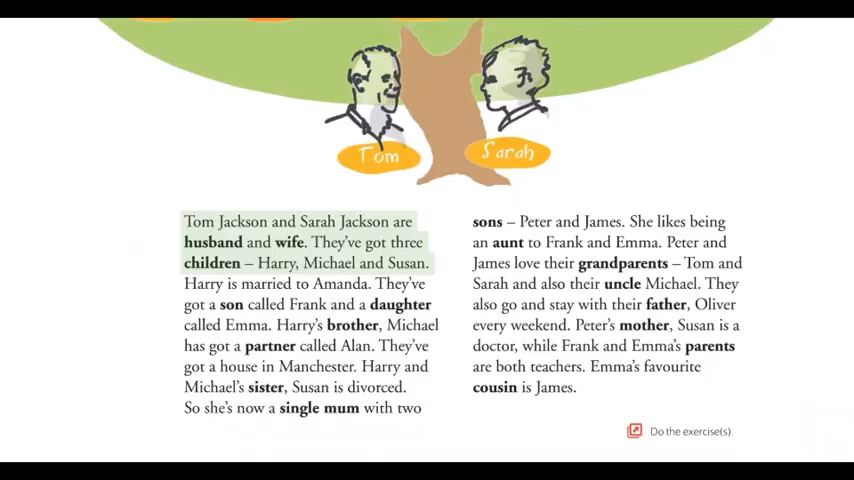 Tom
Sarah
Tom Jackson and Sarah Jackson are
husband and wife. They've got three
children – Harry, Michael and Susan.
Harry is married to Amanda. They've
got a son called Frank and a daughter
called Emma. Harry's brother, Michael
has got a partner called Alan. They've
got a house in Manchester. Harry and
Michael's sister, Susan is divorced.
So she's now a single mum with two
sons – Peter and James. She likes being
an aunt to Frank and Emma. Peter and
James love their grandparents – Tom and
Sarah and also their uncle Michael. They
also go and stay with their father, Oliver
every weekend. Peter's mother, Susan is a
doctor, while Frank and Emma's parents
are both teachers. Emma's favourite
cousin is James.
Do the exercise(s).